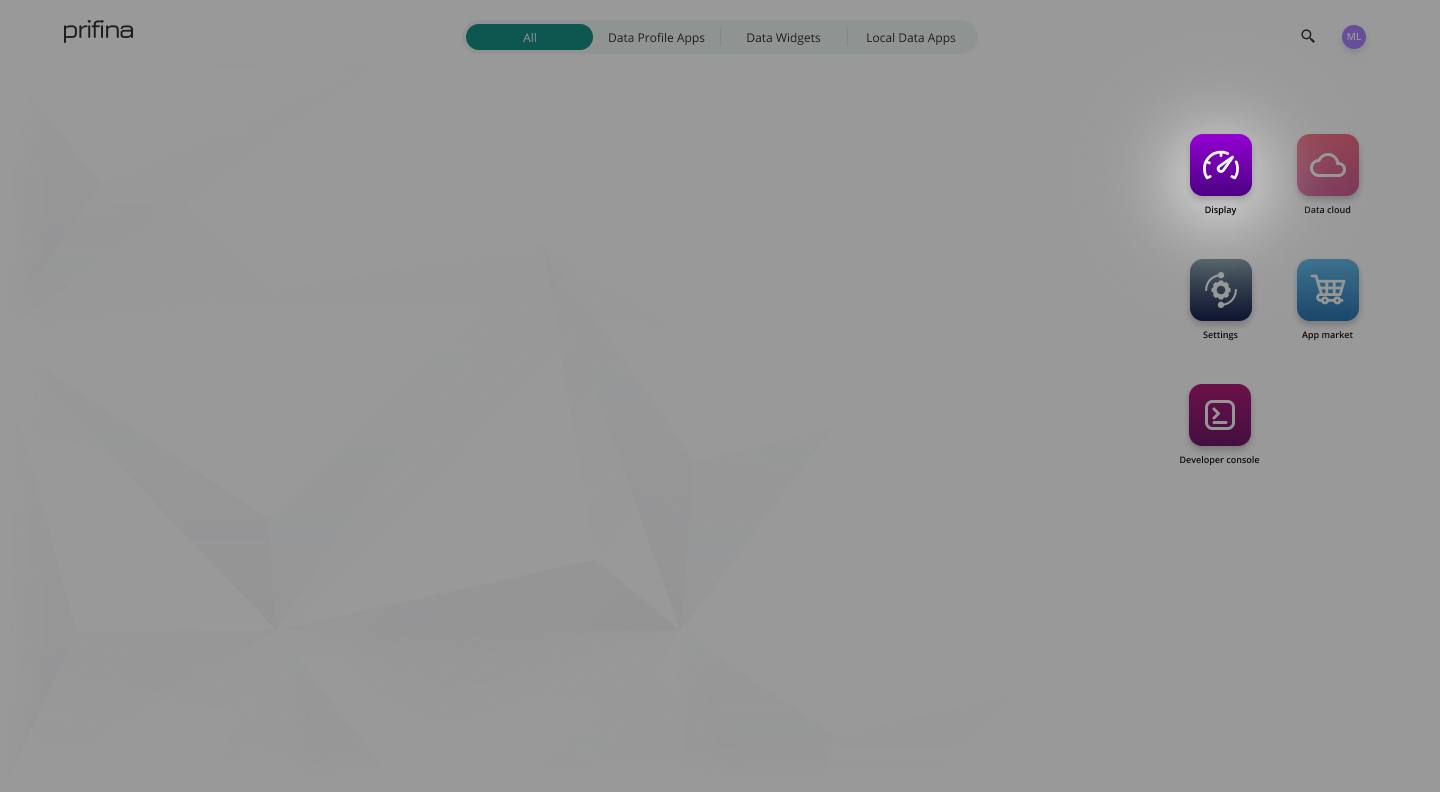 prifina
All
Data Profile Apps
Data Widgets
Local Data Apps
ML
Display
Data cloud
Settings
App market
Developer console